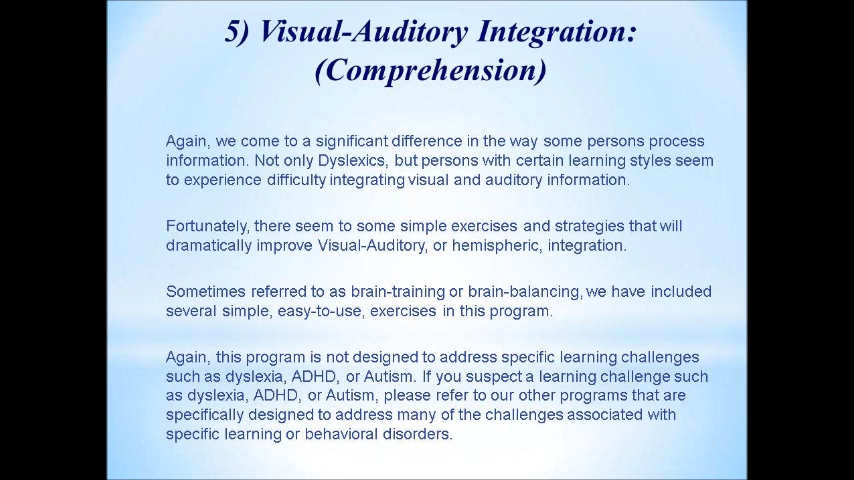 5) Visual-Auditory Integration:
(Comprehension)
Again, we come to a significant difference in the way some persons process
information. Not only Dyslexics, but persons with certain learning styles seem
to experience difficulty integrating visual and auditory information.
Fortunately, there seem to some simple exercises and strategies that will
dramatically improve Visual-Auditory, or hemispheric, integration.
Sometimes referred to as brain-training or brain-balancing, we have included
several simple, easy-to-use, exercises in this program.
Again, this program is not designed to address specific learning challenges
such as dyslexia, ADHD, or Autism. If you suspect a learning challenge such
as dyslexia, ADHD, or Autism, please refer to our other programs that are
specifically designed to address many of the challenges associated with
specific learning or behavioral disorders.